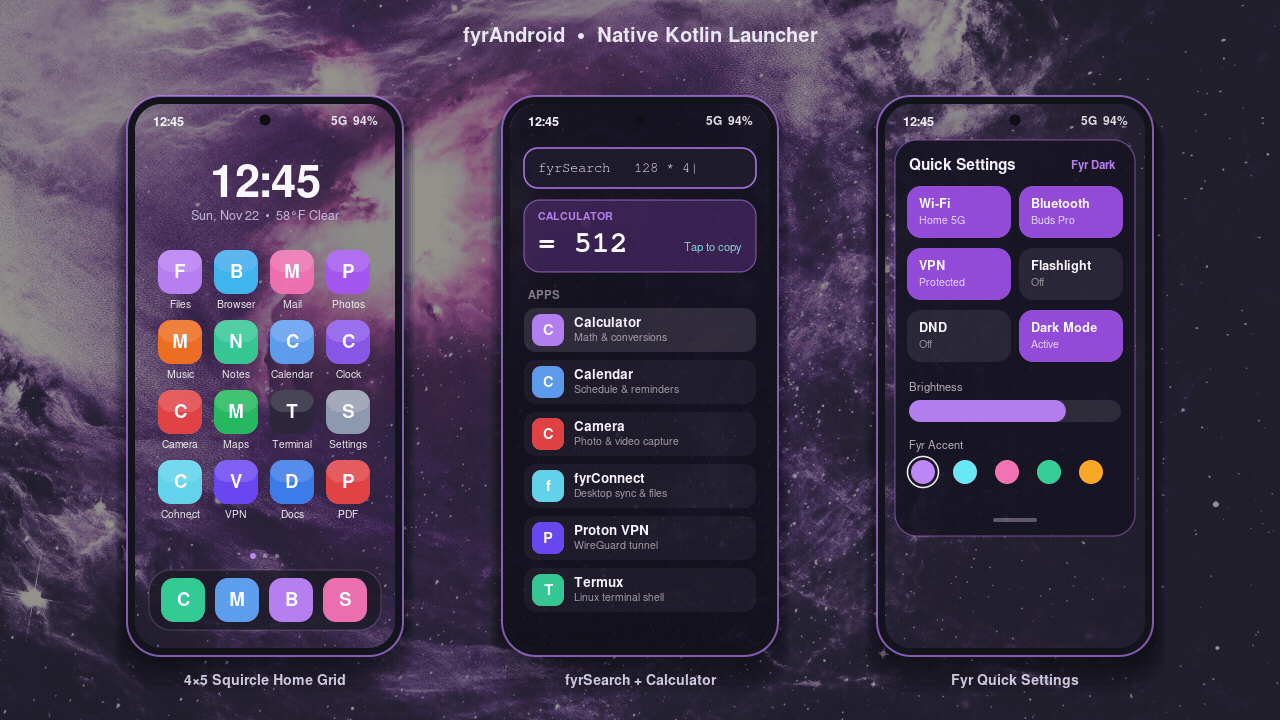 fyrAndroid • Native Kotlin Launcher
12:45 5G 94%
12:45
Sun, Nov 22 • 58°F Clear
F B M P
Files Browser Mail Photos
M N C C
Music Notes Calendar Clock
C M T S
Camera Maps Terminal Settings
C V D P
Connect VPN Docs PDF
C M B S
4×5 Squircle Home Grid
12:45 5G 94%
fyrSearch 128 * 4|
CALCULATOR
= 512 Tap to copy
APPS
C Calculator
Math & conversions
C Calendar
Schedule & reminders
C Camera
Photo & video capture
f fyrConnect
Desktop sync & files
P Proton VPN
WireGuard tunnel
T Termux
Linux terminal shell
fyrSearch + Calculator
12:45 5G 94%
Quick Settings Fyr Dark
Wi-Fi Bluetooth
Home 5G Buds Pro
VPN Flashlight
Protected Off
DND Dark Mode
Off Active
Brightness
Fyr Accent
Fyr Quick Settings